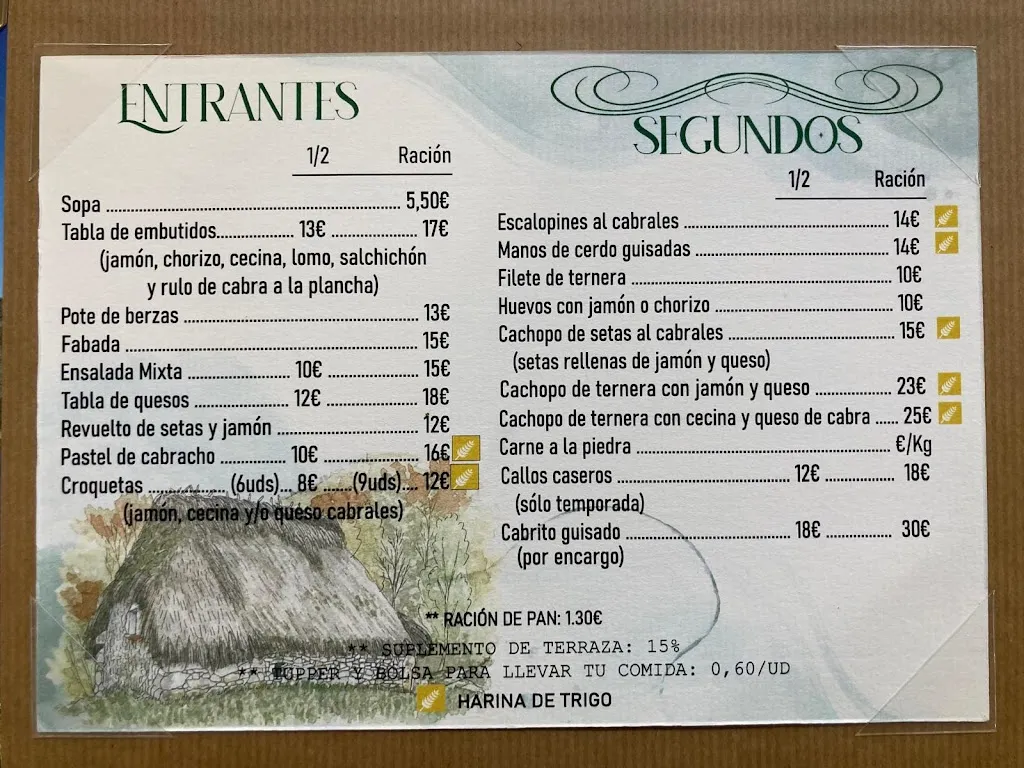 ENTRANTES
1/2 Ración
Sopa ........ 5,50€
Tabla de embutidos........ 13€ ........ 17€
(jamón, chorizo, cecina, lomo, salchichón
y rulo de cabra a la plancha)
Pote de berzas ........ 13€
Fabada ........ 15€
Ensalada Mixta ........ 10€ ........ 15€
Tabla de quesos ........ 12€ ........ 18€
Revuelto de setas y jamón ........ 12€
Pastel de cabracho ........ 10€ ........ 16€
Croquetas ........ (6uds)... 8€ ......(9uds).... 12€
(jamón, cecina y/o queso cabrales)
SEGUNDOS
1/2 Ración
Escalopines al cabrales ........ 14€
Manos de cerdo guisadas ........ 14€
Filete de ternera ........ 10€
Huevos con jamón o chorizo ........ 10€
Cachopo de setas al cabrales ........ 15€
(setas rellenas de jamón y queso)
Cachopo de ternera con jamón y queso ...... 23€
Cachopo de ternera con cecina y queso de cabra ...... 25€
Carne a la piedra ........ €/Kg
Callos caseros ........ 12€ ........ 18€
(sólo temporada)
Cabrito guisado ........ 18€ ........ 30€
(por encargo)
** RACIÓN DE PAN: 1.30€
** SUPLEMENTO DE TERRAZA: 15%
** TUPPER Y BOLSA PARA LLEVAR TU COMIDA: 0,60/UD
HARINA DE TRIGO